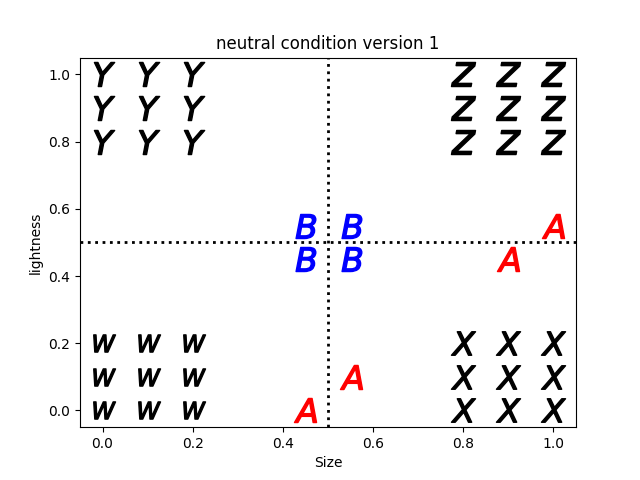 neutral condition version 1
1.0 Y Y Y Z Z Z
Y Y Y Z Z Z
0.8 Y Y Y Z Z Z
0.6
B B A
lightness
B B A
0.4
0.2 W W W X X X
A
W W W X X X
0.0 W W W A X X X
0.0 0.2 0.4 0.6 0.8 1.0
Size